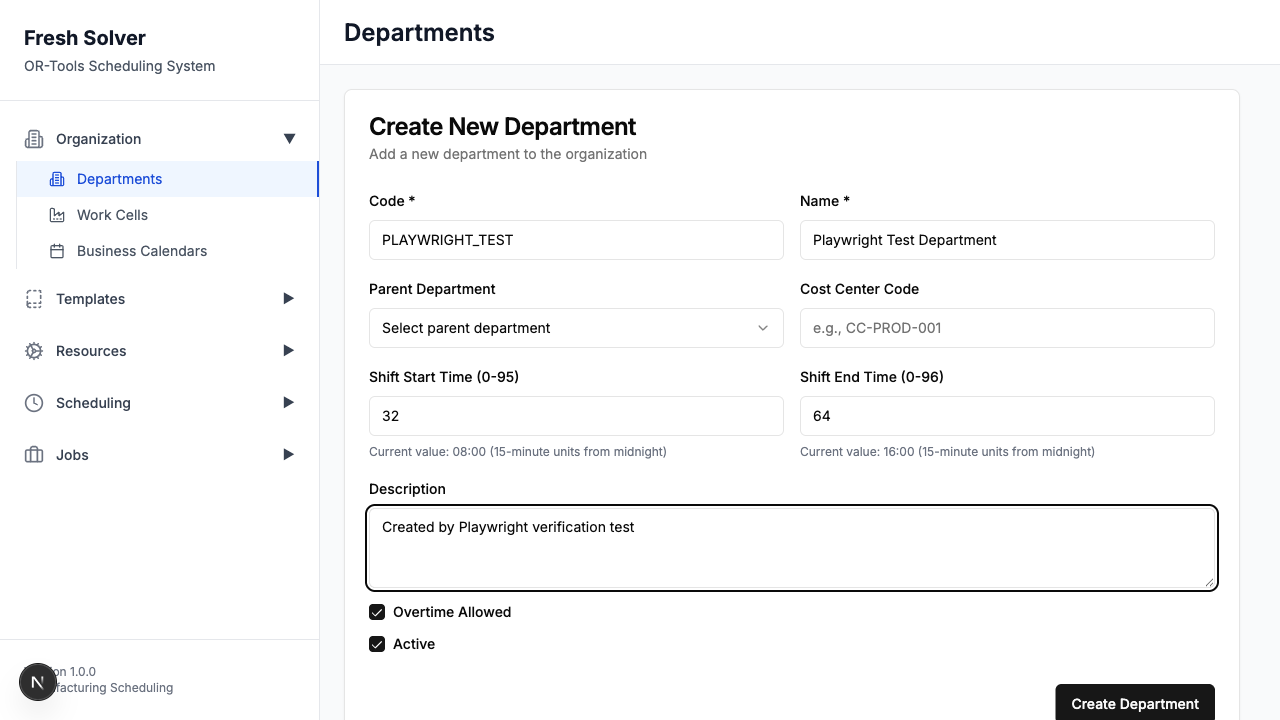 Fresh Solver
OR-Tools Scheduling System
Organization
Departments
Work Cells
Business Calendars
Templates
Resources
Scheduling
Jobs
on 1.0.0
facturing Scheduling
N
Departments
Create New Department
Add a new department to the organization
Code *
PLAYWRIGHT_TEST
Name *
Playwright Test Department
Parent Department
Select parent department
Cost Center Code
e.g., CC-PROD-001
Shift Start Time (0-95)
32
Current value: 08:00 (15-minute units from midnight)
Shift End Time (0-96)
64
Current value: 16:00 (15-minute units from midnight)
Description
Created by Playwright verification test
Overtime Allowed
Active
Create Department